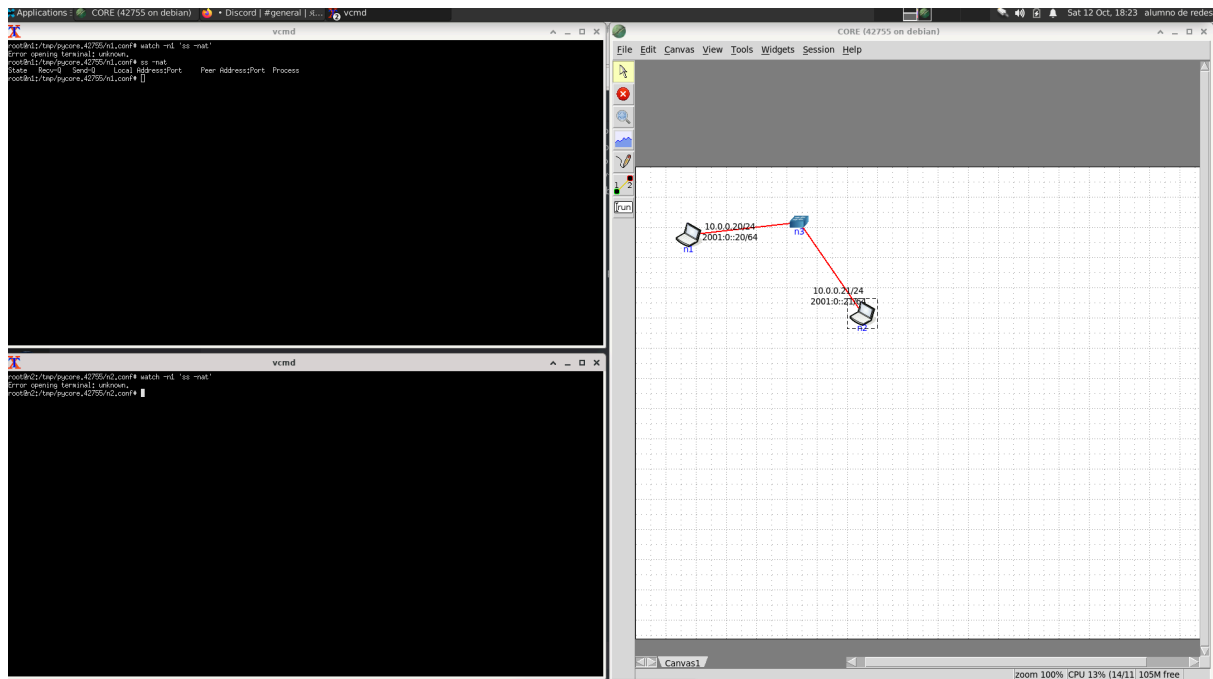 Applications : CORE (42755 on debian) • Discord | #general | vcmd Sat 12 Oct, 18:23 alumno de redes
vcmd
root@n1:/tmp/pycore.42755/n1.conf# watch -n1 'ss -nat'
Error opening terminal: unknown.
root@n1:/tmp/pycore.42755/n1.conf# ss -nat
State Recv-Q Send-Q Local Address:Port Peer Address:Port Process
root@n1:/tmp/pycore.42755/n1.conf#
vcmd
root@n2:/tmp/pycore.42755/n2.conf# watch -n1 'ss -nat'
Error opening terminal: unknown.
root@n2:/tmp/pycore.42755/n2.conf#
CORE (42755 on debian)
File Edit Canvas View Tools Widgets Session Help
1 2
run
10.0.0.20/24
2001:0::20/64
n1
n3
10.0.0.21/24
2001:0::21/64
n2
Canvas1
zoom 100% CPU 13% (14/11) 105M free